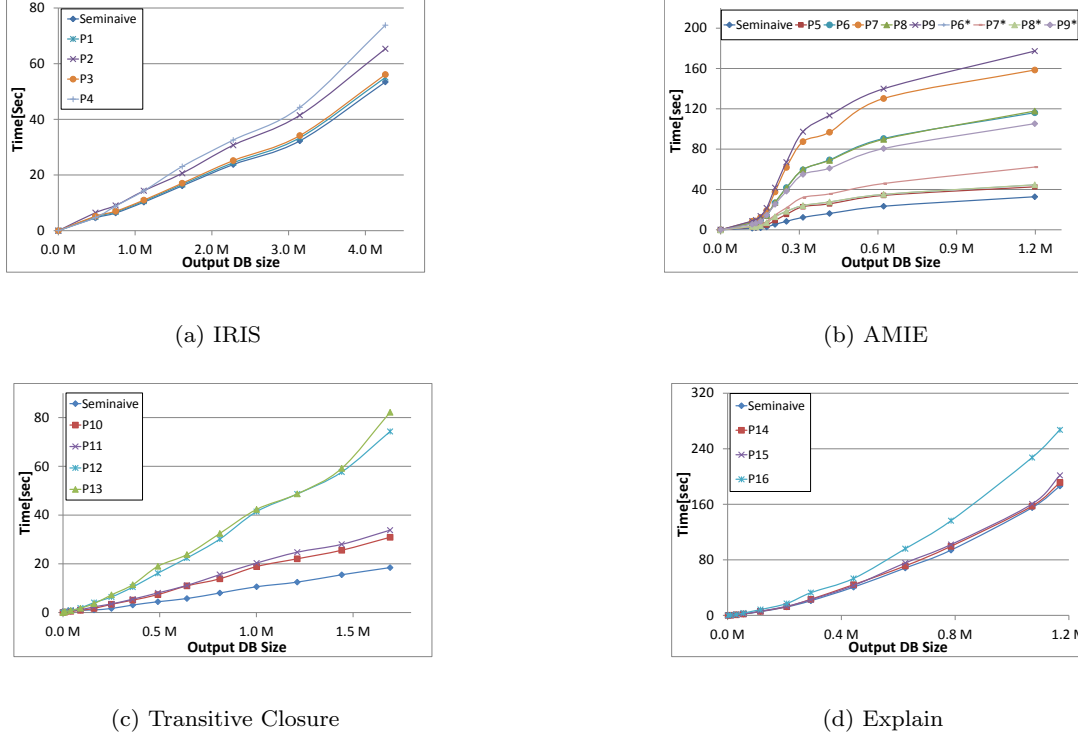 80
60
40
20
0
Time[Sec]
Seminaive
P1
P2
P3
P4
0.0 M 1.0 M 2.0 M 3.0 M 4.0 M
Output DB size
(a) IRIS
200
160
120
80
40
0
Time[sec]
Seminaive P5 P6 P7 P8 P9 P6* P7* P8* P9*
0.0 M 0.3 M 0.6 M 0.9 M 1.2 M
Output DB Size
(b) AMIE
80
60
40
20
0
Time[sec]
Seminaive
P10
P11
P12
P13
0.0 M 0.5 M 1.0 M 1.5 M
Output DB Size
(c) Transitive Closure
320
240
160
80
0
Time[sec]
Seminaive
P14
P15
P16
0.0 M 0.4 M 0.8 M 1.2 M
Output DB Size
(d) Explain